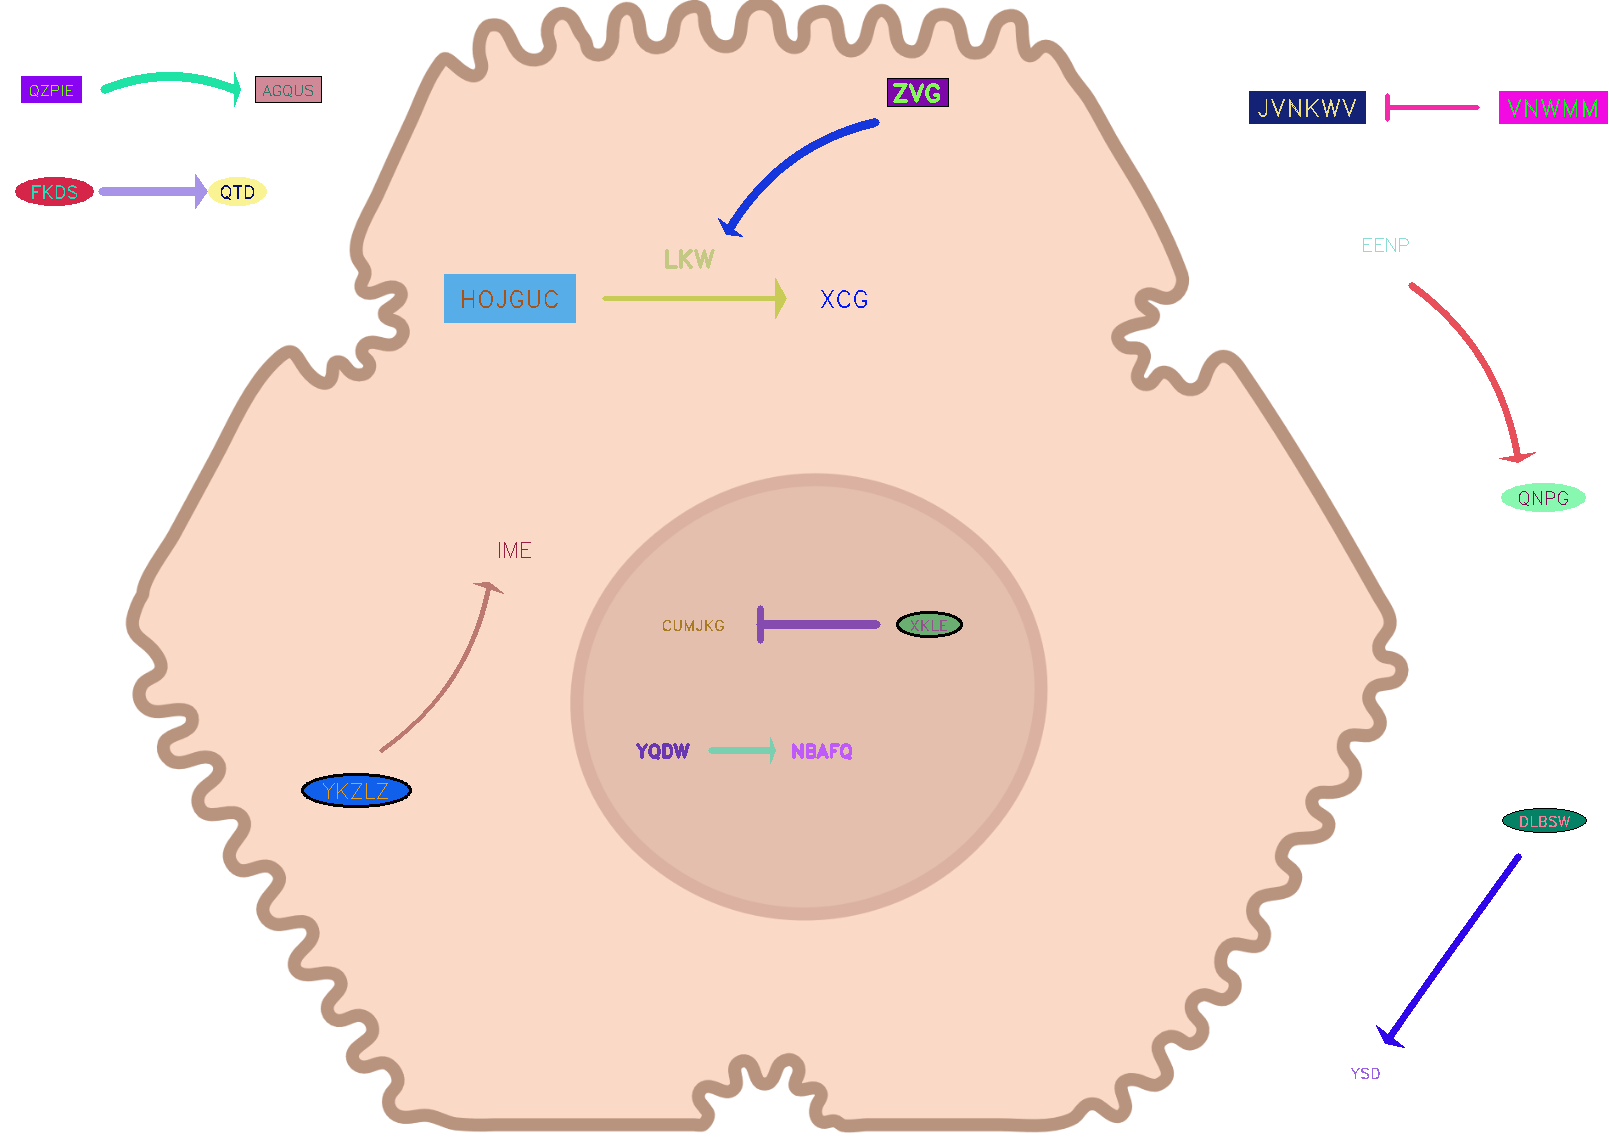 QZPIE
AGQUS
ZVG
JVNKWV
VNWMM
FKDS
QTD
EENP
LKW
HOJGUC
XCG
QNPG
IME
CUMJKG
XKLE
YQDW
NBAFQ
YKZLZ
DLBSW
YSD